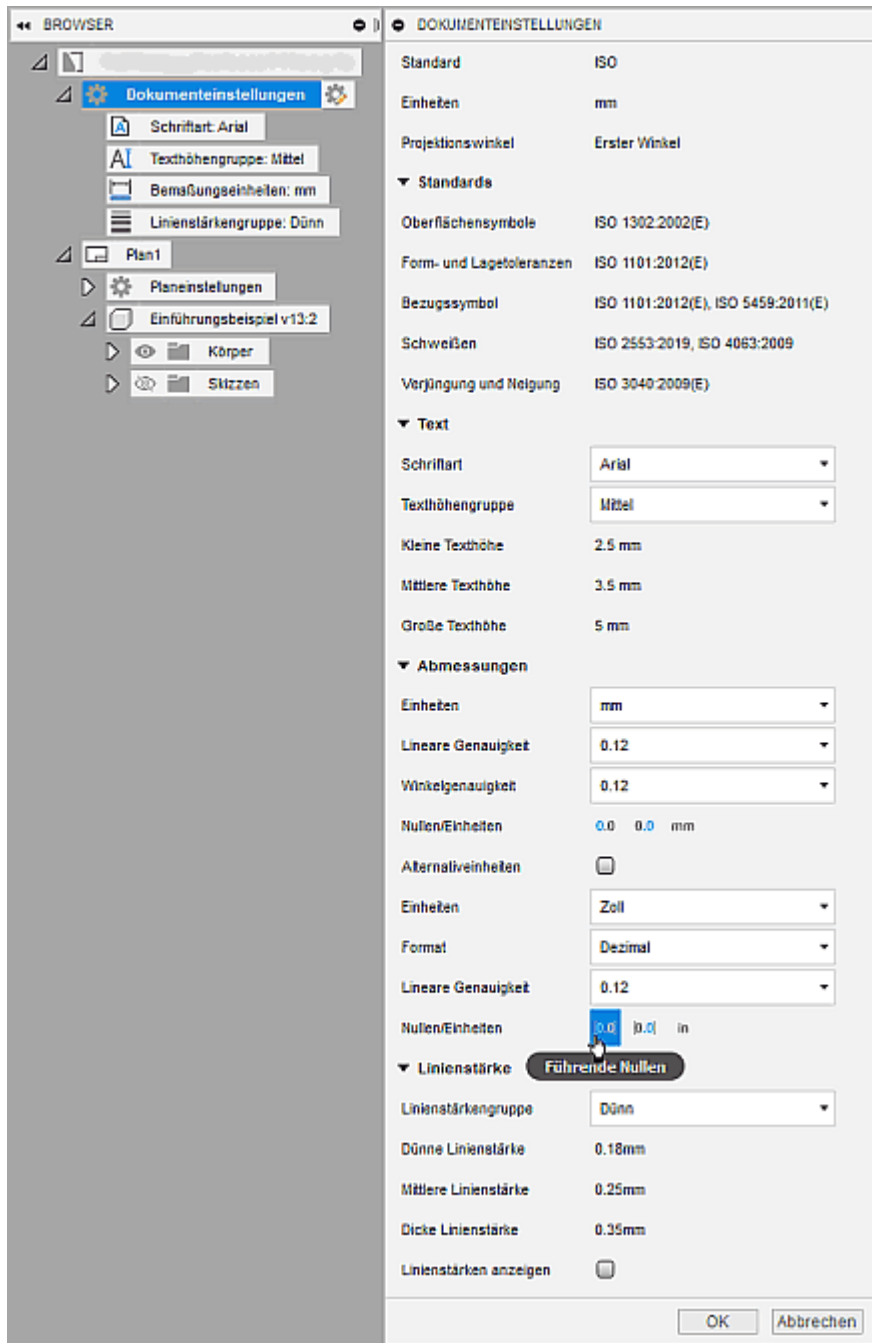 BROWSER
Dokumenteinstellungen
Schriftart: Arial
Texthöhengruppe: Mittel
Bemaßungseinheiten: mm
Linienstärkengruppe: Dünn
Plan1
Planeinstellungen
Einführungsbeispiel v13:2
Körper
Skizzen
DOKUMENTEINSTELLUNGEN
Standard ISO
Einheiten mm
Projektionswinkel Erster Winkel
Standards
Oberflächensymbole ISO 1302:2002(E)
Form- und Lagetoleranzen ISO 1101:2012(E)
Bezugssymbol ISO 1101:2012(E), ISO 5459:2011(E)
Schweißen ISO 2553:2019, ISO 4063:2009
Verjüngung und Neigung ISO 3040:2009(E)
Text
Schriftart Arial
Texthöhengruppe Mittel
Kleine Texthöhe 2.5 mm
Mittlere Texthöhe 3.5 mm
Große Texthöhe 5 mm
Abmessungen
Einheiten mm
Lineare Genauigkeit 0.12
Winkelgenauigkeit 0.12
Nullen/Einheiten 0.0 0.0 mm
Alternativeinheiten
Einheiten Zoll
Format Dezimal
Lineare Genauigkeit 0.12
Nullen/Einheiten |0.0| |0.0| in
Linienstärke Führende Nullen
Linienstärkengruppe Dünn
Dünne Linienstärke 0.18mm
Mittlere Linienstärke 0.25mm
Dicke Linienstärke 0.35mm
Linienstärken anzeigen
OK Abbrechen